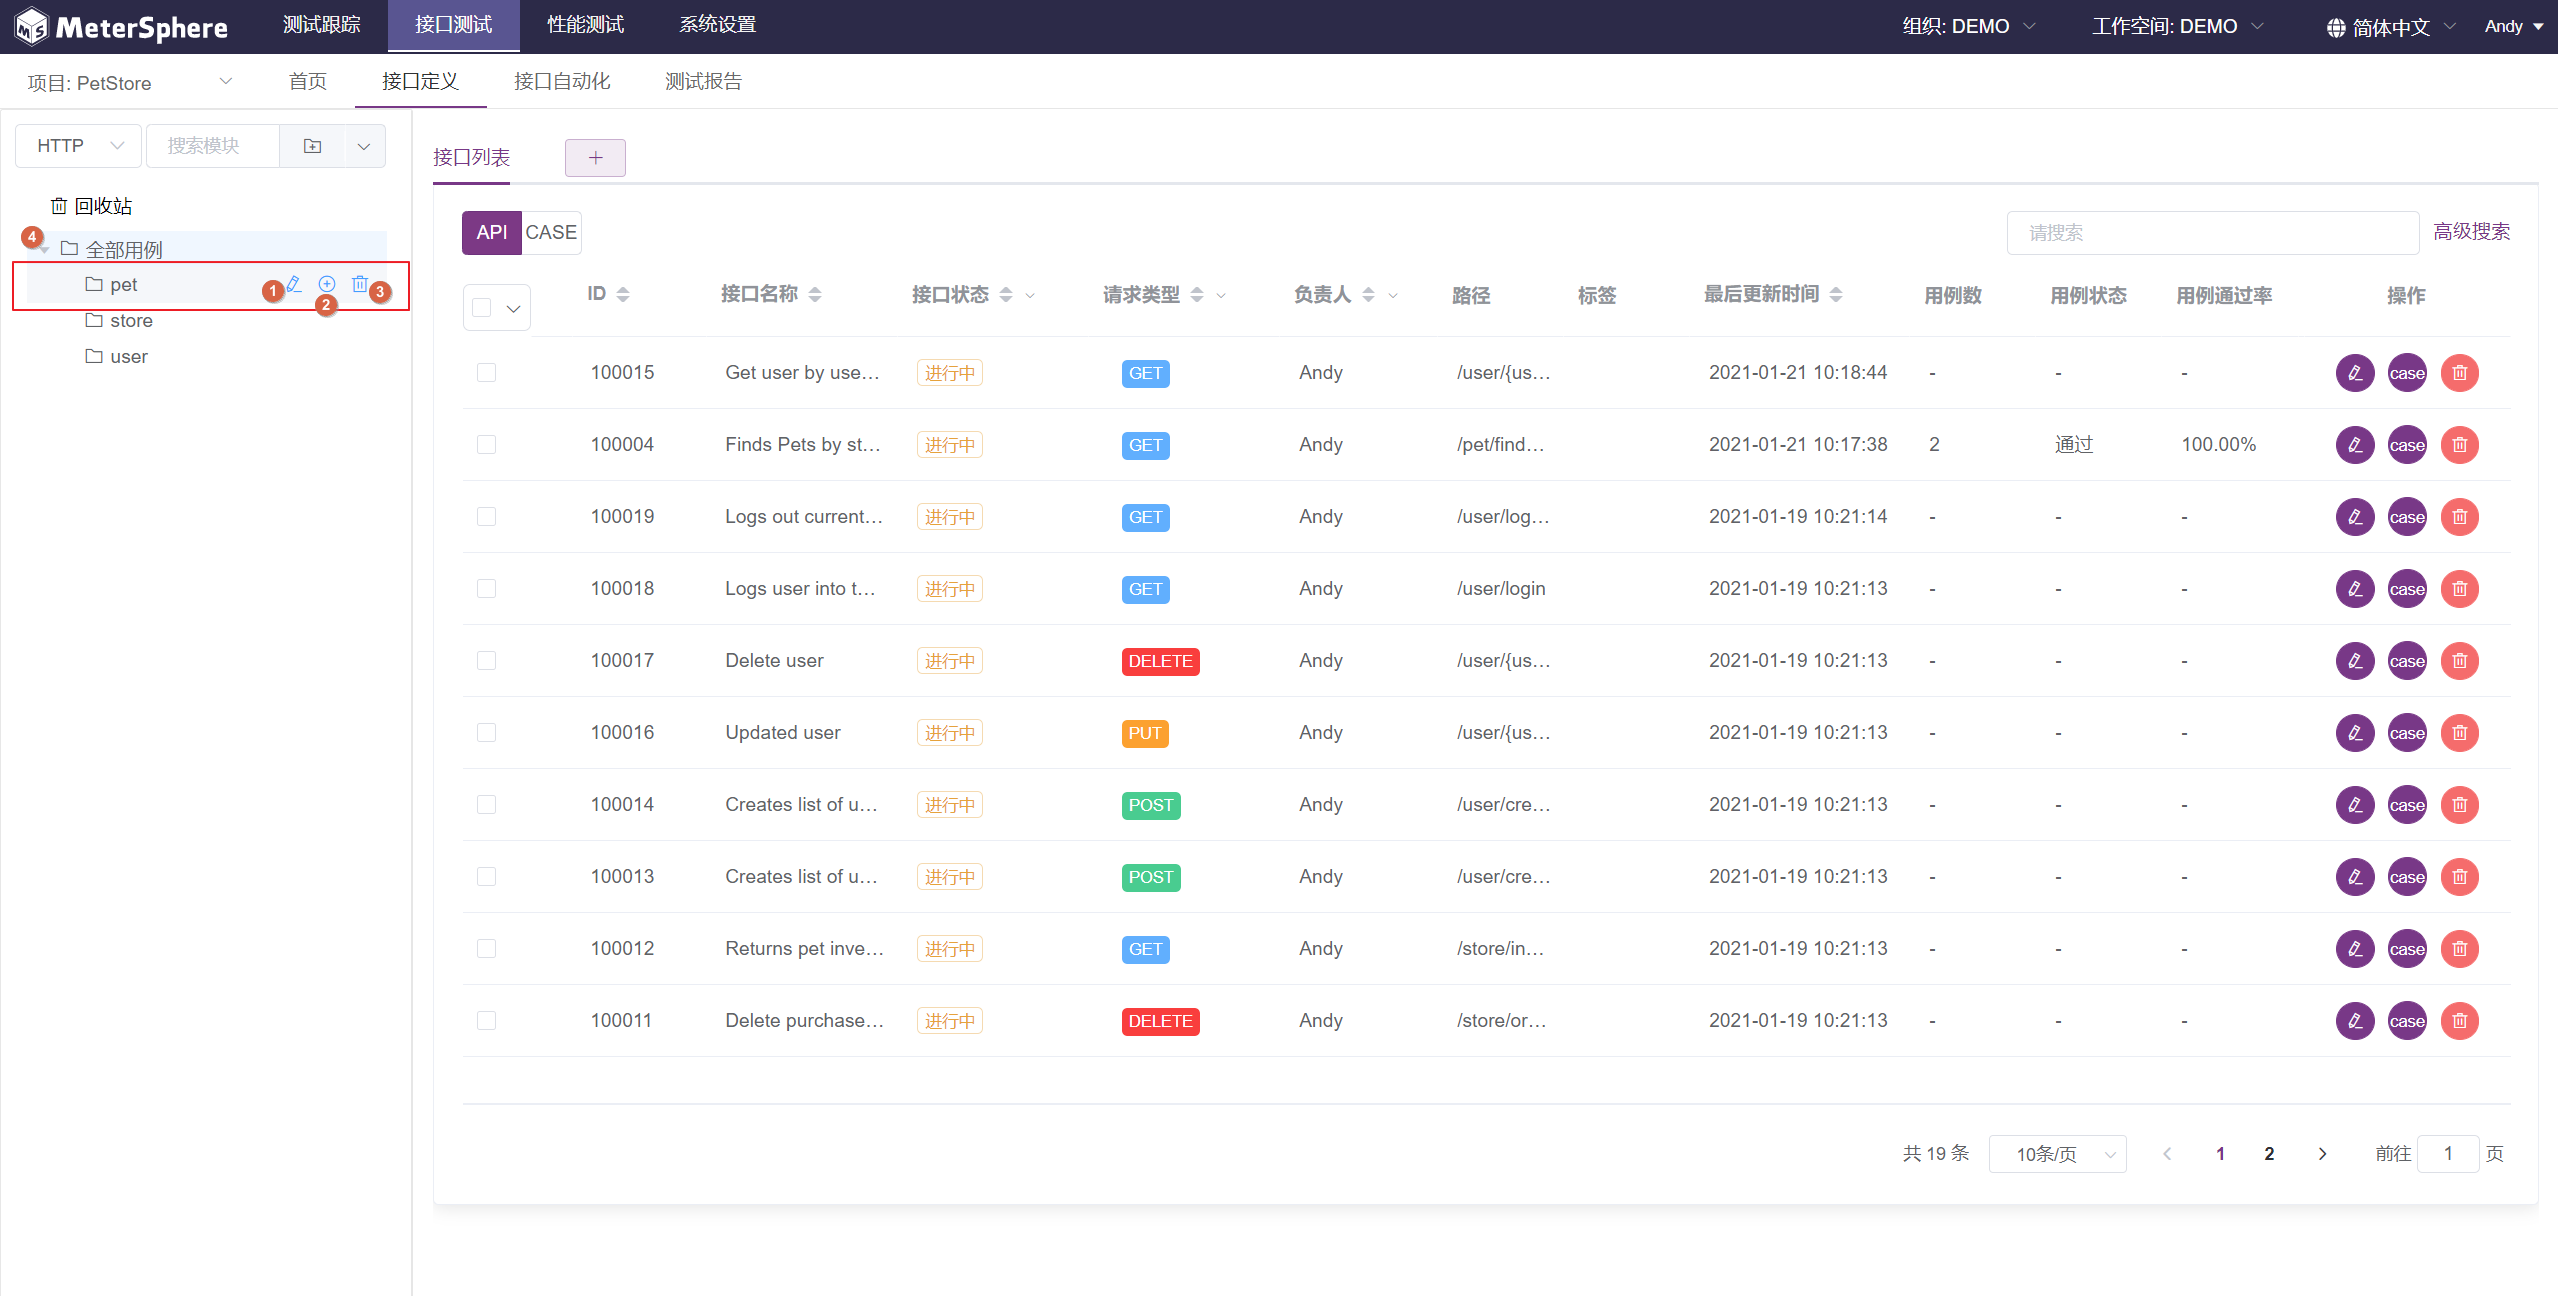 MeterSphere 测试跟踪 接口测试 性能测试 系统设置 组织: DEMO 工作空间: DEMO 简体中文 Andy
项目: PetStore 首页 接口定义 接口自动化 测试报告
HTTP 搜索模块
接口列表 +
回收站
4 全部用例
API CASE 请搜索 高级搜索
pet 1 2 3
store
user
ID 接口名称 接口状态 请求类型 负责人 路径 标签 最后更新时间 用例数 用例状态 用例通过率 操作
100015 Get user by use... 进行中 GET Andy /user/{us... 2021-01-21 10:18:44 - - - case
100004 Finds Pets by st... 进行中 GET Andy /pet/find... 2021-01-21 10:17:38 2 通过 100.00% case
100019 Logs out current... 进行中 GET Andy /user/log... 2021-01-19 10:21:14 - - - case
100018 Logs user into t... 进行中 GET Andy /user/login 2021-01-19 10:21:13 - - - case
100017 Delete user 进行中 DELETE Andy /user/{us... 2021-01-19 10:21:13 - - - case
100016 Updated user 进行中 PUT Andy /user/{us... 2021-01-19 10:21:13 - - - case
100014 Creates list of u... 进行中 POST Andy /user/cre... 2021-01-19 10:21:13 - - - case
100013 Creates list of u... 进行中 POST Andy /user/cre... 2021-01-19 10:21:13 - - - case
100012 Returns pet inve... 进行中 GET Andy /store/in... 2021-01-19 10:21:13 - - - case
100011 Delete purchase... 进行中 DELETE Andy /store/or... 2021-01-19 10:21:13 - - - case
共 19 条 10条/页 1 2 前往 1 页